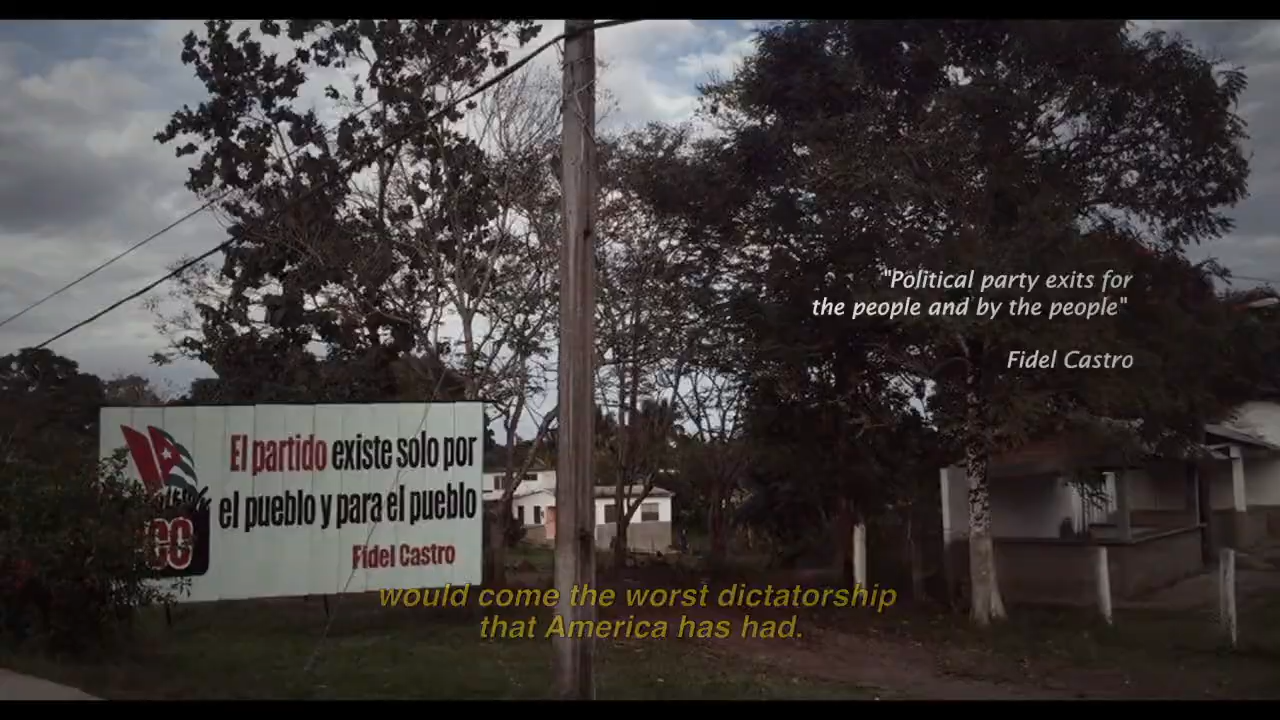 El partido existe solo por
el pueblo y para el pueblo
Fidel Castro
"Political party exits for
the people and by the people"
Fidel Castro
would come the worst dictatorship
that America has had.